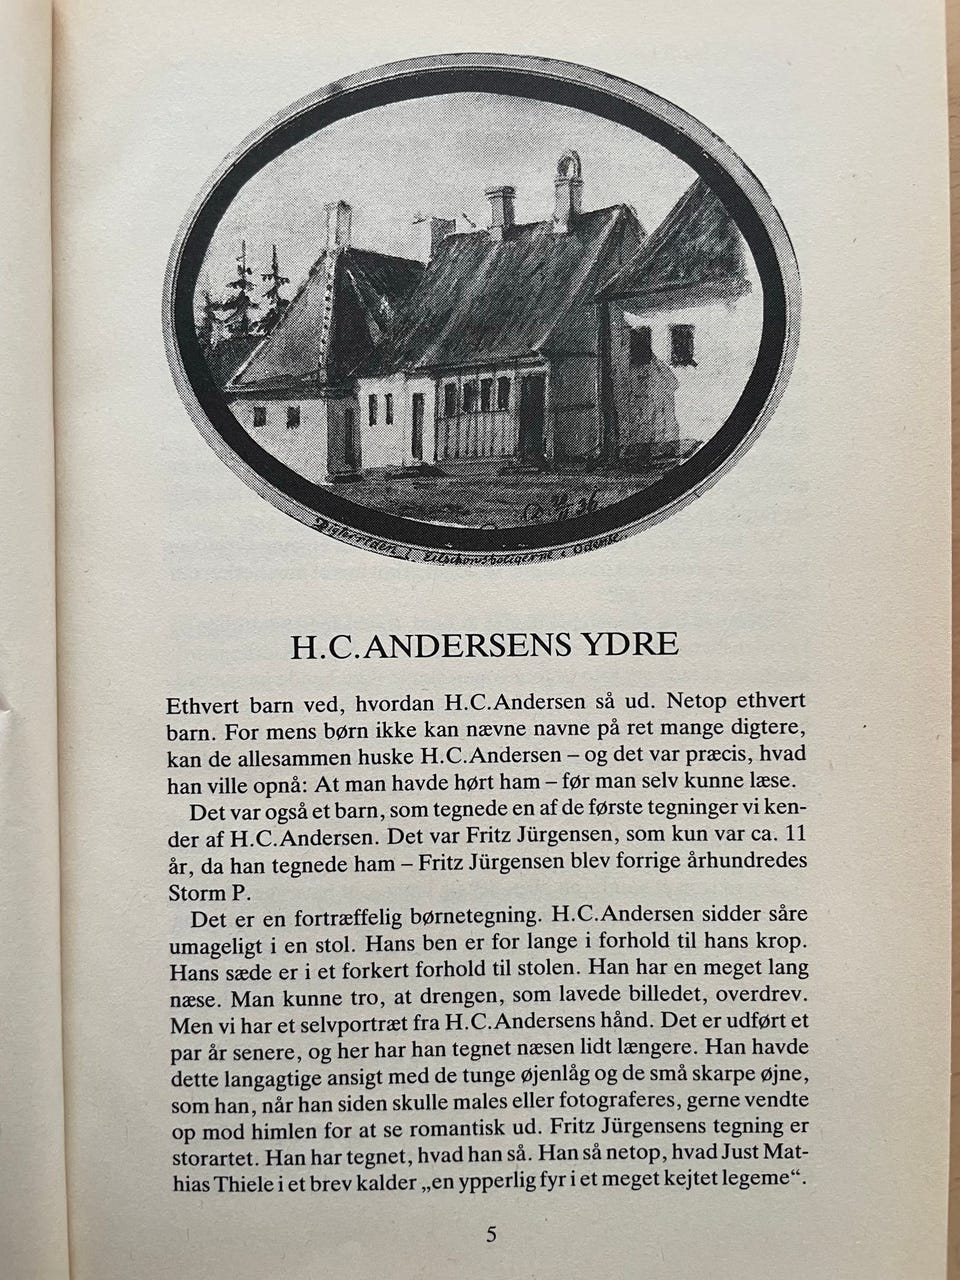 i Odense.
H.C.ANDERSENS YDRE
Ethvert barn ved, hvordan H.C.Andersen så ud. Netop ethvert
barn. For mens børn ikke kan nævne navne på ret mange digtere,
kan de allesammen huske H.C.Andersen – og det var præcis, hvad
han ville opnå: At man havde hørt ham – før man selv kunne læse.
Det var også et barn, som tegnede en af de første tegninger vi ken-
der af H.C.Andersen. Det var Fritz Jürgensen, som kun var ca. 11
år, da han tegnede ham – Fritz Jürgensen blev forrige århundredes
Storm P.
Det er en fortræffelig børnetegning. H.C.Andersen sidder såre
umageligt i en stol. Hans ben er for lange i forhold til hans krop.
Hans sæde er i et forkert forhold til stolen. Han har en meget lang
næse. Man kunne tro, at drengen, som lavede billedet, overdrev.
Men vi har et selvportræt fra H.C.Andersens hånd. Det er udført et
par år senere, og her har han tegnet næsen lidt længere. Han havde
dette langagtige ansigt med de tunge øjenlåg og de små skarpe øjne,
som han, når han siden skulle males eller fotograferes, gerne vendte
op mod himlen for at se romantisk ud. Fritz Jürgensens tegning er
storartet. Han har tegnet, hvad han så. Han så netop, hvad Just Mat-
hias Thiele i et brev kalder „en ypperlig fyr i et meget kejtet legeme“.
5